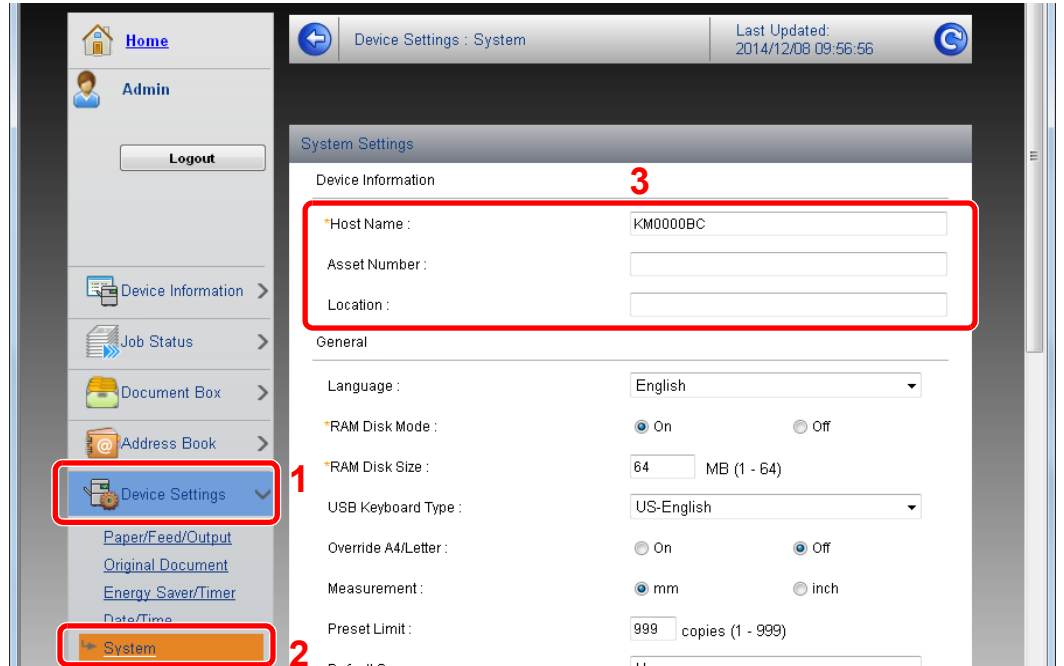 Home
Device Settings : System
Last Updated:
2014/12/08 09:56:56
Admin
Logout
System Settings
Device Information
3
*Host Name :
KM0000BC
Asset Number :
Location :
General
Device Information
Job Status
Document Box
Address Book
Device Settings
1
Paper/Feed/Output
Original Document
Energy Saver/Timer
Date/Time
System
2
Language :
English
*RAM Disk Mode :
On
Off
*RAM Disk Size :
64
MB (1 - 64)
USB Keyboard Type :
US-English
Override A4/Letter :
On
Off
Measurement :
mm
inch
Preset Limit :
999
copies (1 - 999)